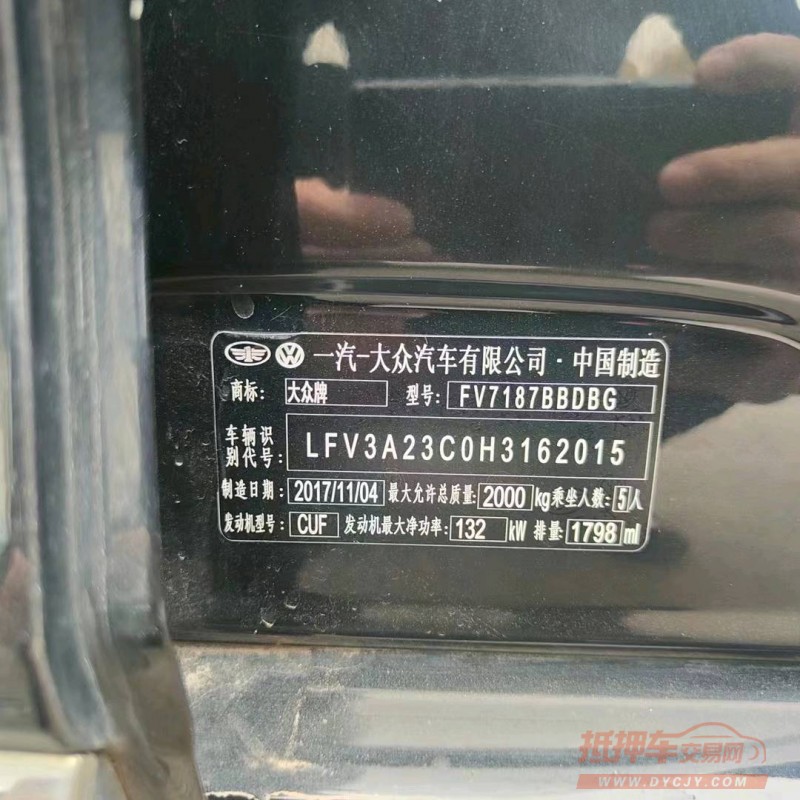 一汽-大众汽车有限公司·中国制造
商标: 大众牌 型号: FV7187BBDBG
车辆识别代号: LFV3A23C0H3162015
制造日期: 2017/11/04 最大允许总质量: 2000 kg 乘坐人数: 5人
发动机型号: CUF 发动机最大净功率: 132 kW 排量: 1798 ml
抵押车交易网
WWW.DYCJY.COM